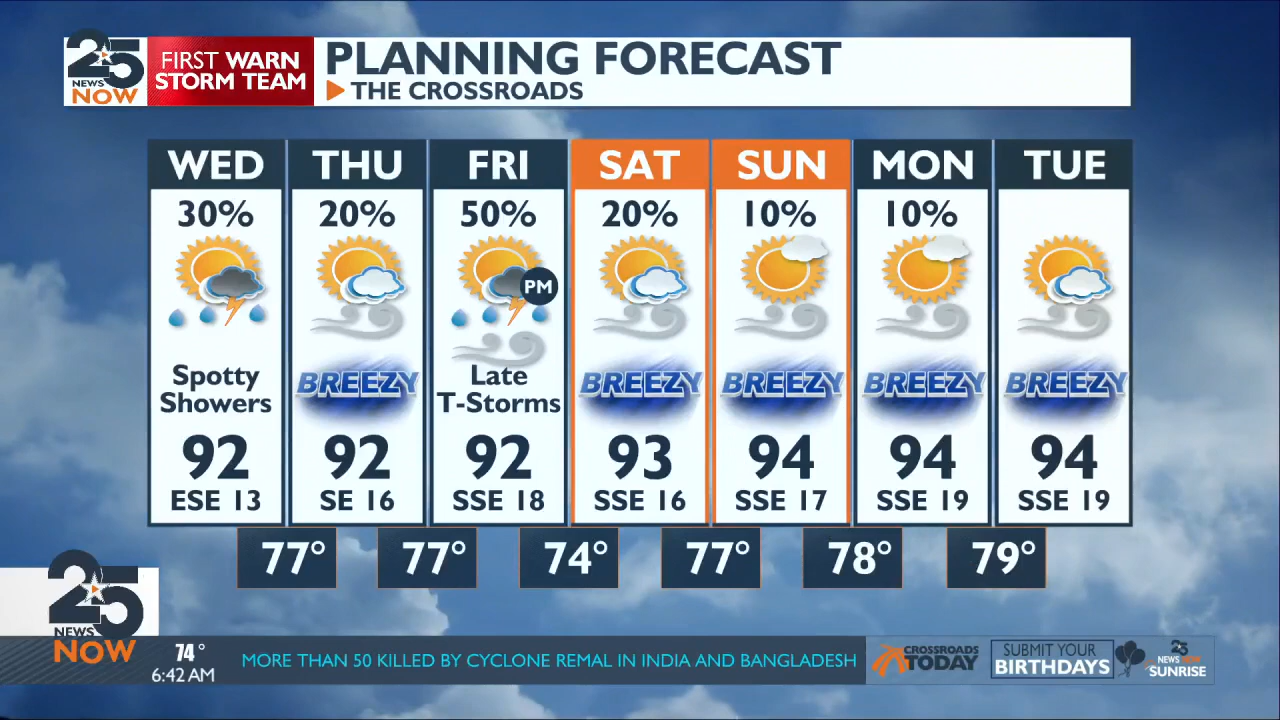 25
NEWS
NOW
FIRST WARN
STORM TEAM
PLANNING FORECAST
THE CROSSROADS
WED THU FRI SAT SUN MON TUE
30% 20% 50% 20% 10% 10%
PM
Spotty
Showers
BREEZY
Late
T-Storms
BREEZY BREEZY BREEZY BREEZY
92 92 92 93 94 94 94
ESE 13 SE 16 SSE 18 SSE 16 SSE 17 SSE 19 SSE 19
77° 77° 74° 77° 78° 79°
25
NEWS
NOW
74°
6:42 AM
MORE THAN 50 KILLED BY CYCLONE REMAL IN INDIA AND BANGLADESH
CROSSROADS
TODAY
SUBMIT YOUR
BIRTHDAYS
25
NEWS NOW
SUNRISE